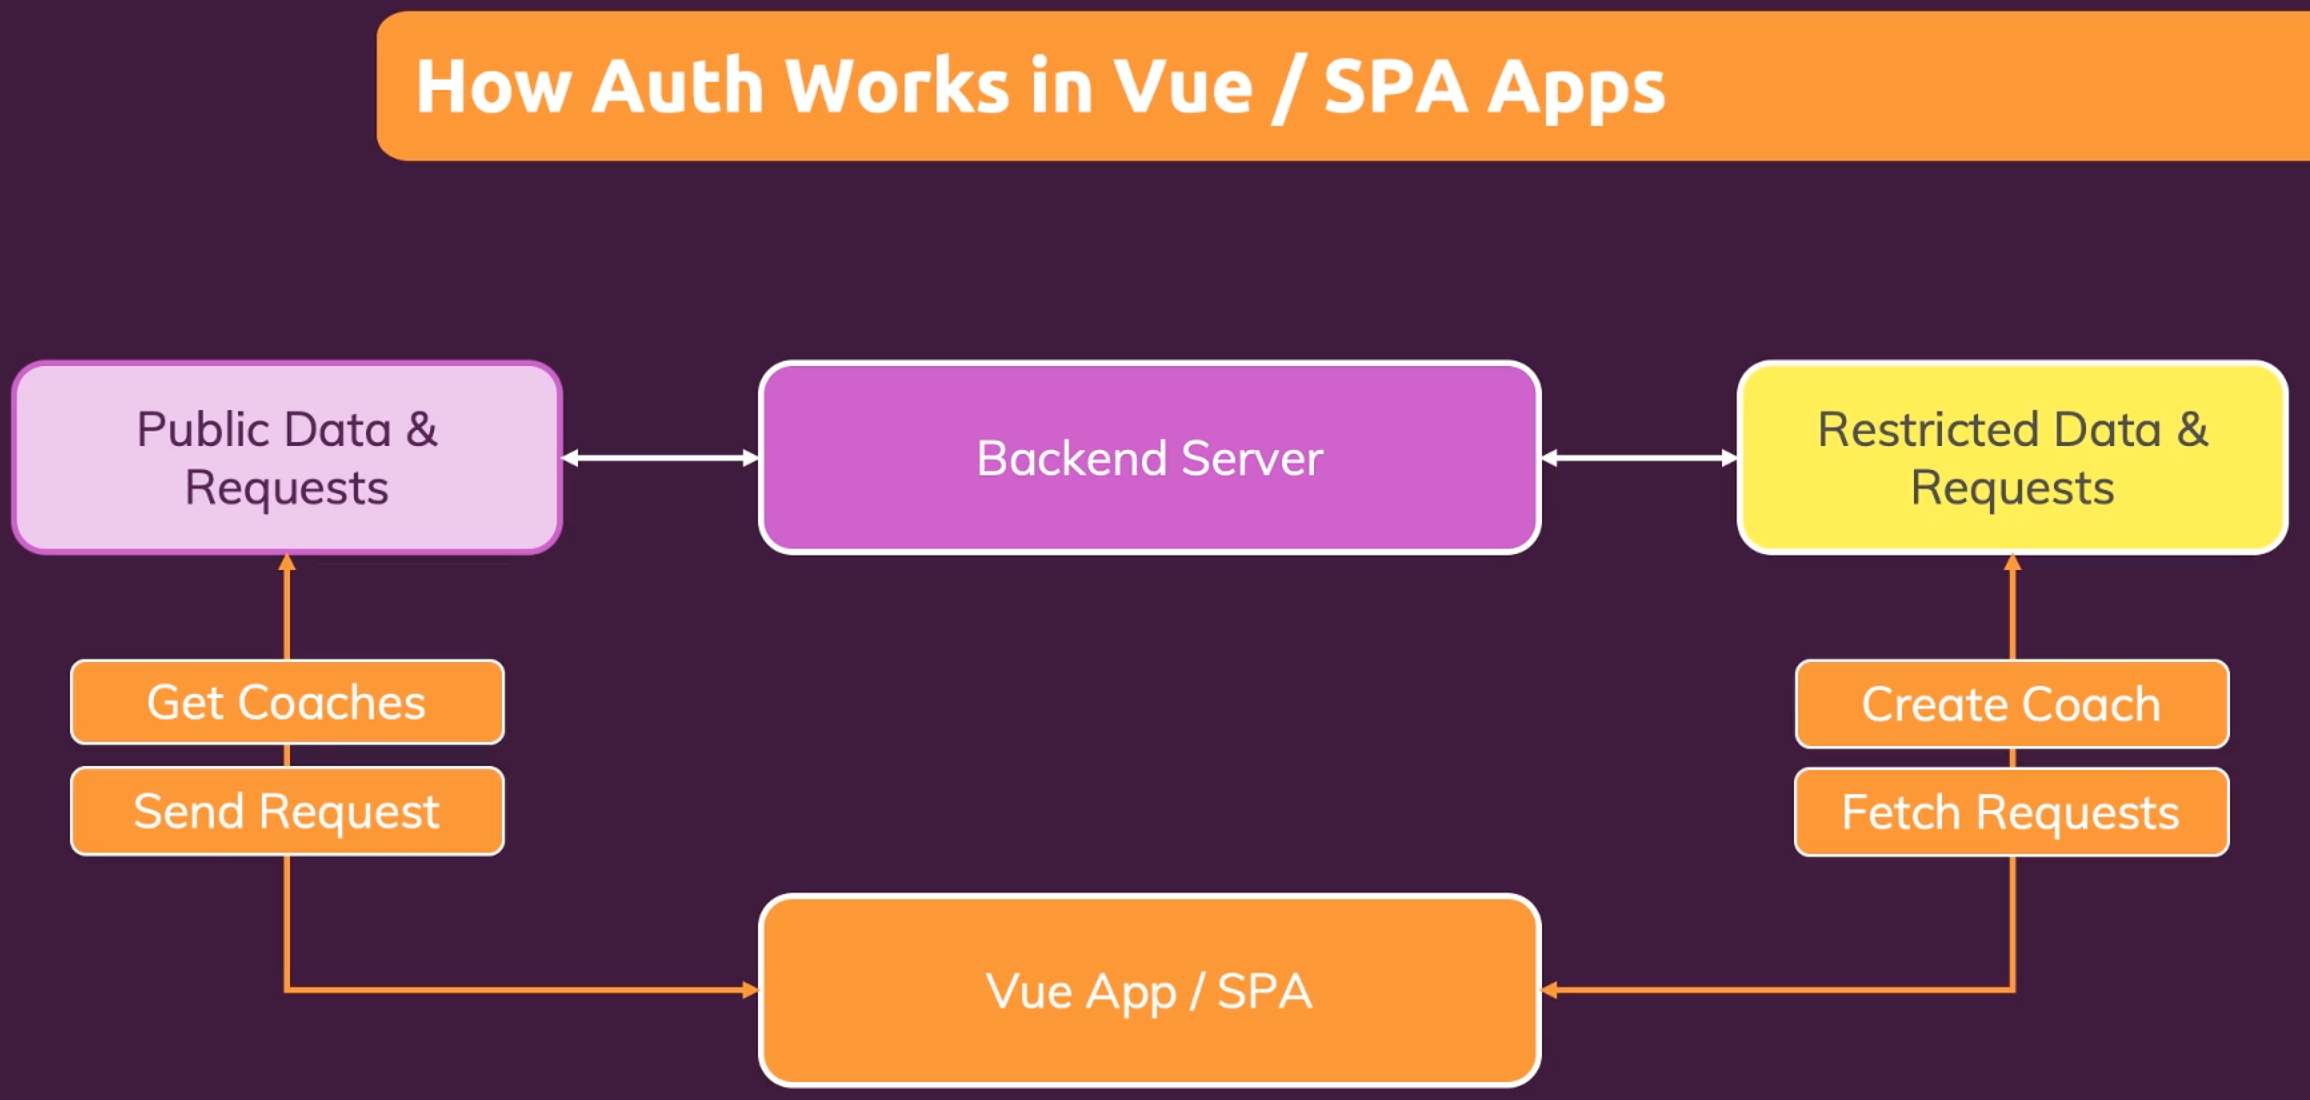 How Auth Works in Vue / SPA Apps
Public Data &
Requests
Backend Server
Restricted Data &
Requests
Get Coaches
Send Request
Create Coach
Fetch Requests
Vue App / SPA